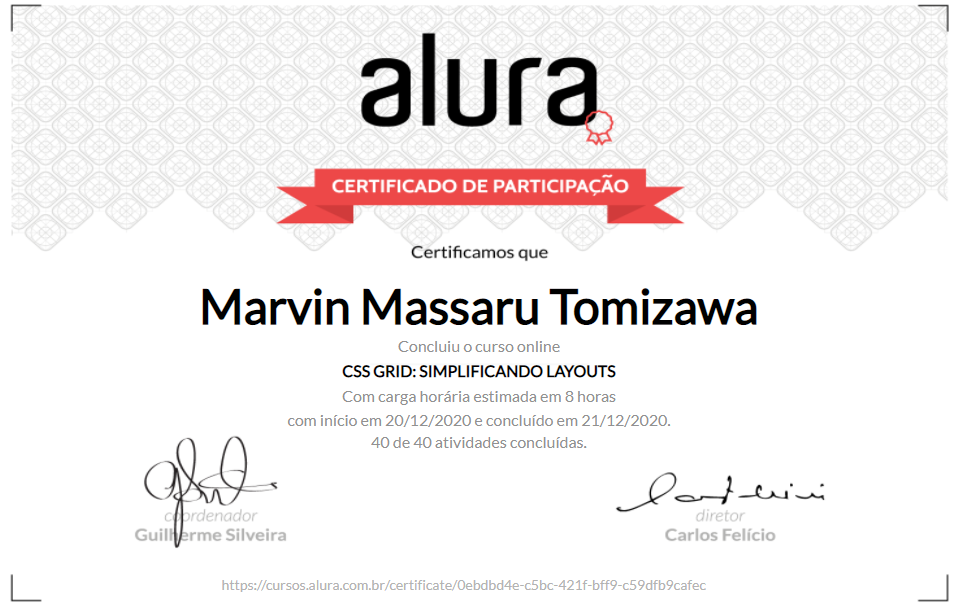 alura
CERTIFICADO DE PARTICIPAÇÃO
Certificamos que
Marvin Massaru Tomizawa
Concluiu o curso online
CSS GRID: SIMPLIFICANDO LAYOUTS
Com carga horária estimada em 8 horas
com início em 20/12/2020 e concluído em 21/12/2020.
40 de 40 atividades concluídas.
coordenador
Guilherme Silveira
diretor
Carlos Felício
https://cursos.alura.com.br/certificate/0ebdbd4e-c5bc-421f-bff9-c59dfb9cafec